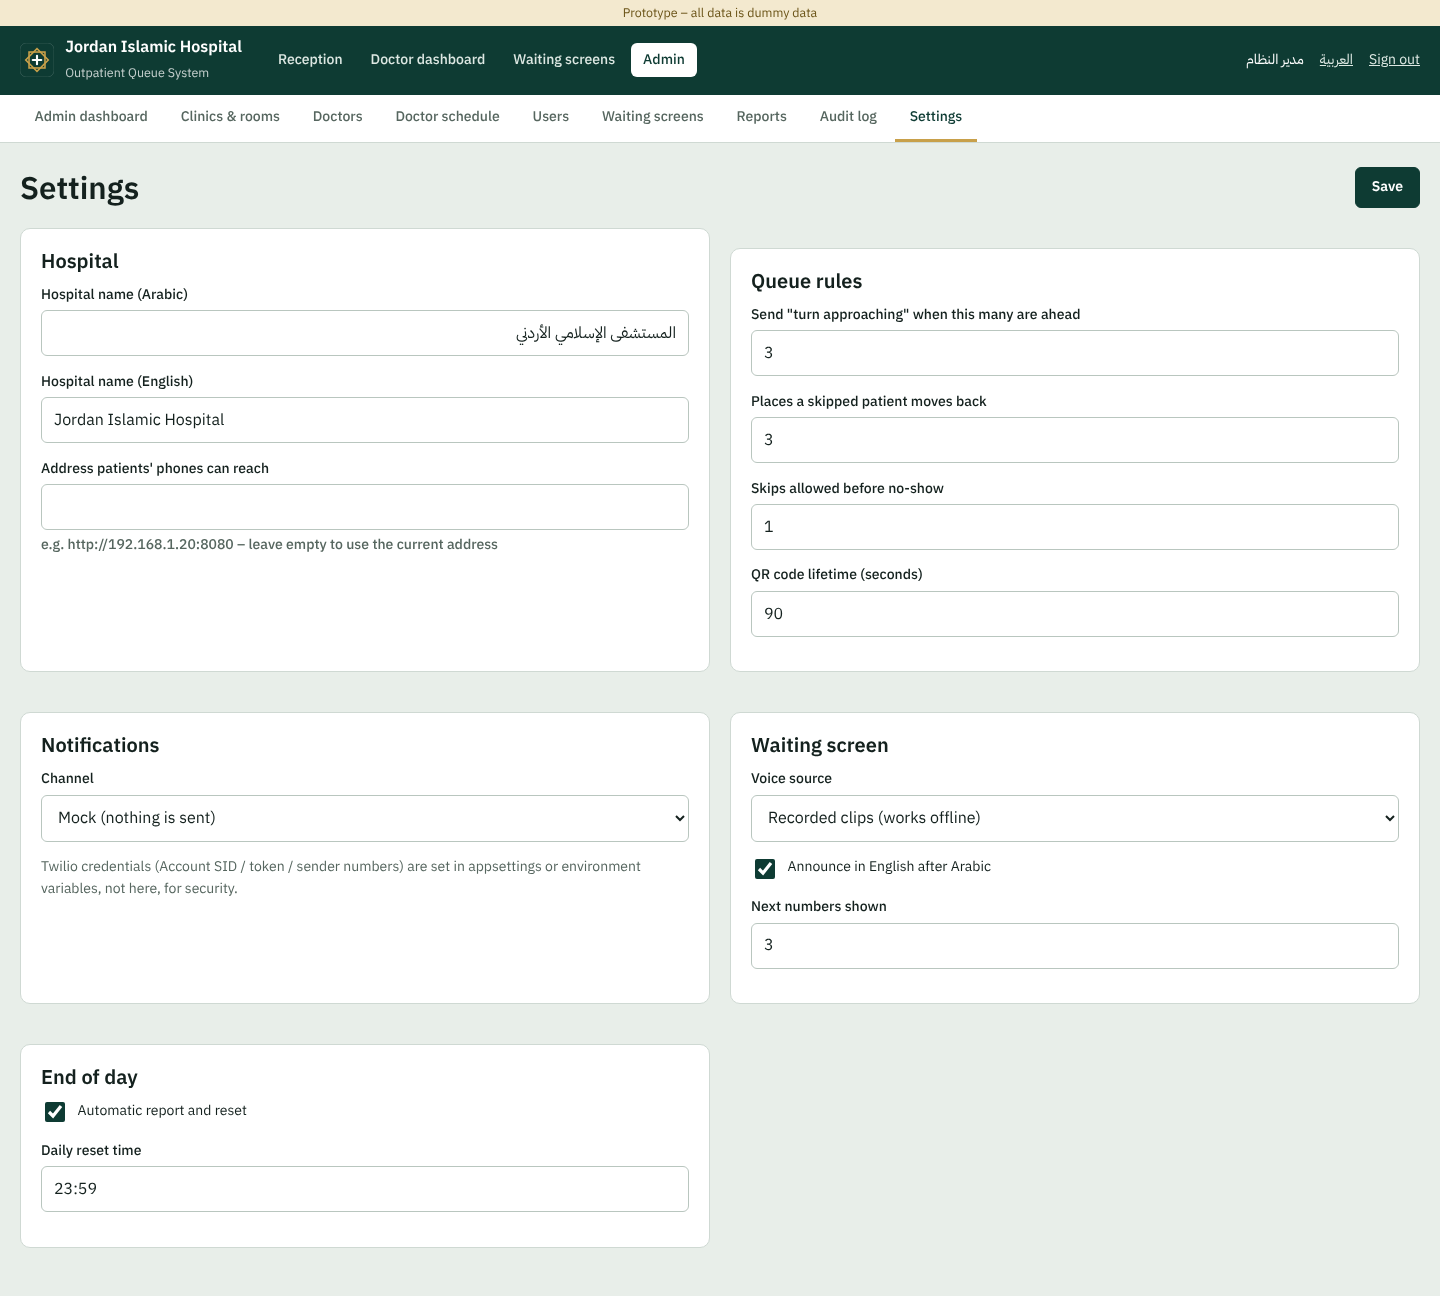 Prototype – all data is dummy data
Jordan Islamic Hospital
Outpatient Queue System
Reception
Doctor dashboard
Waiting screens
Admin
مدير النظام
العربية
Sign out
Admin dashboard
Clinics & rooms
Doctors
Doctor schedule
Users
Waiting screens
Reports
Audit log
Settings
Settings
Save
Hospital
Hospital name (Arabic)
المستشفى الإسلامي الأردني
Hospital name (English)
Jordan Islamic Hospital
Address patients' phones can reach
e.g. http://192.168.1.20:8080 – leave empty to use the current address
Queue rules
Send "turn approaching" when this many are ahead
3
Places a skipped patient moves back
3
Skips allowed before no-show
1
QR code lifetime (seconds)
90
Notifications
Channel
Mock (nothing is sent)
Twilio credentials (Account SID / token / sender numbers) are set in appsettings or environment
variables, not here, for security.
Waiting screen
Voice source
Recorded clips (works offline)
Announce in English after Arabic
Next numbers shown
3
End of day
Automatic report and reset
Daily reset time
23:59